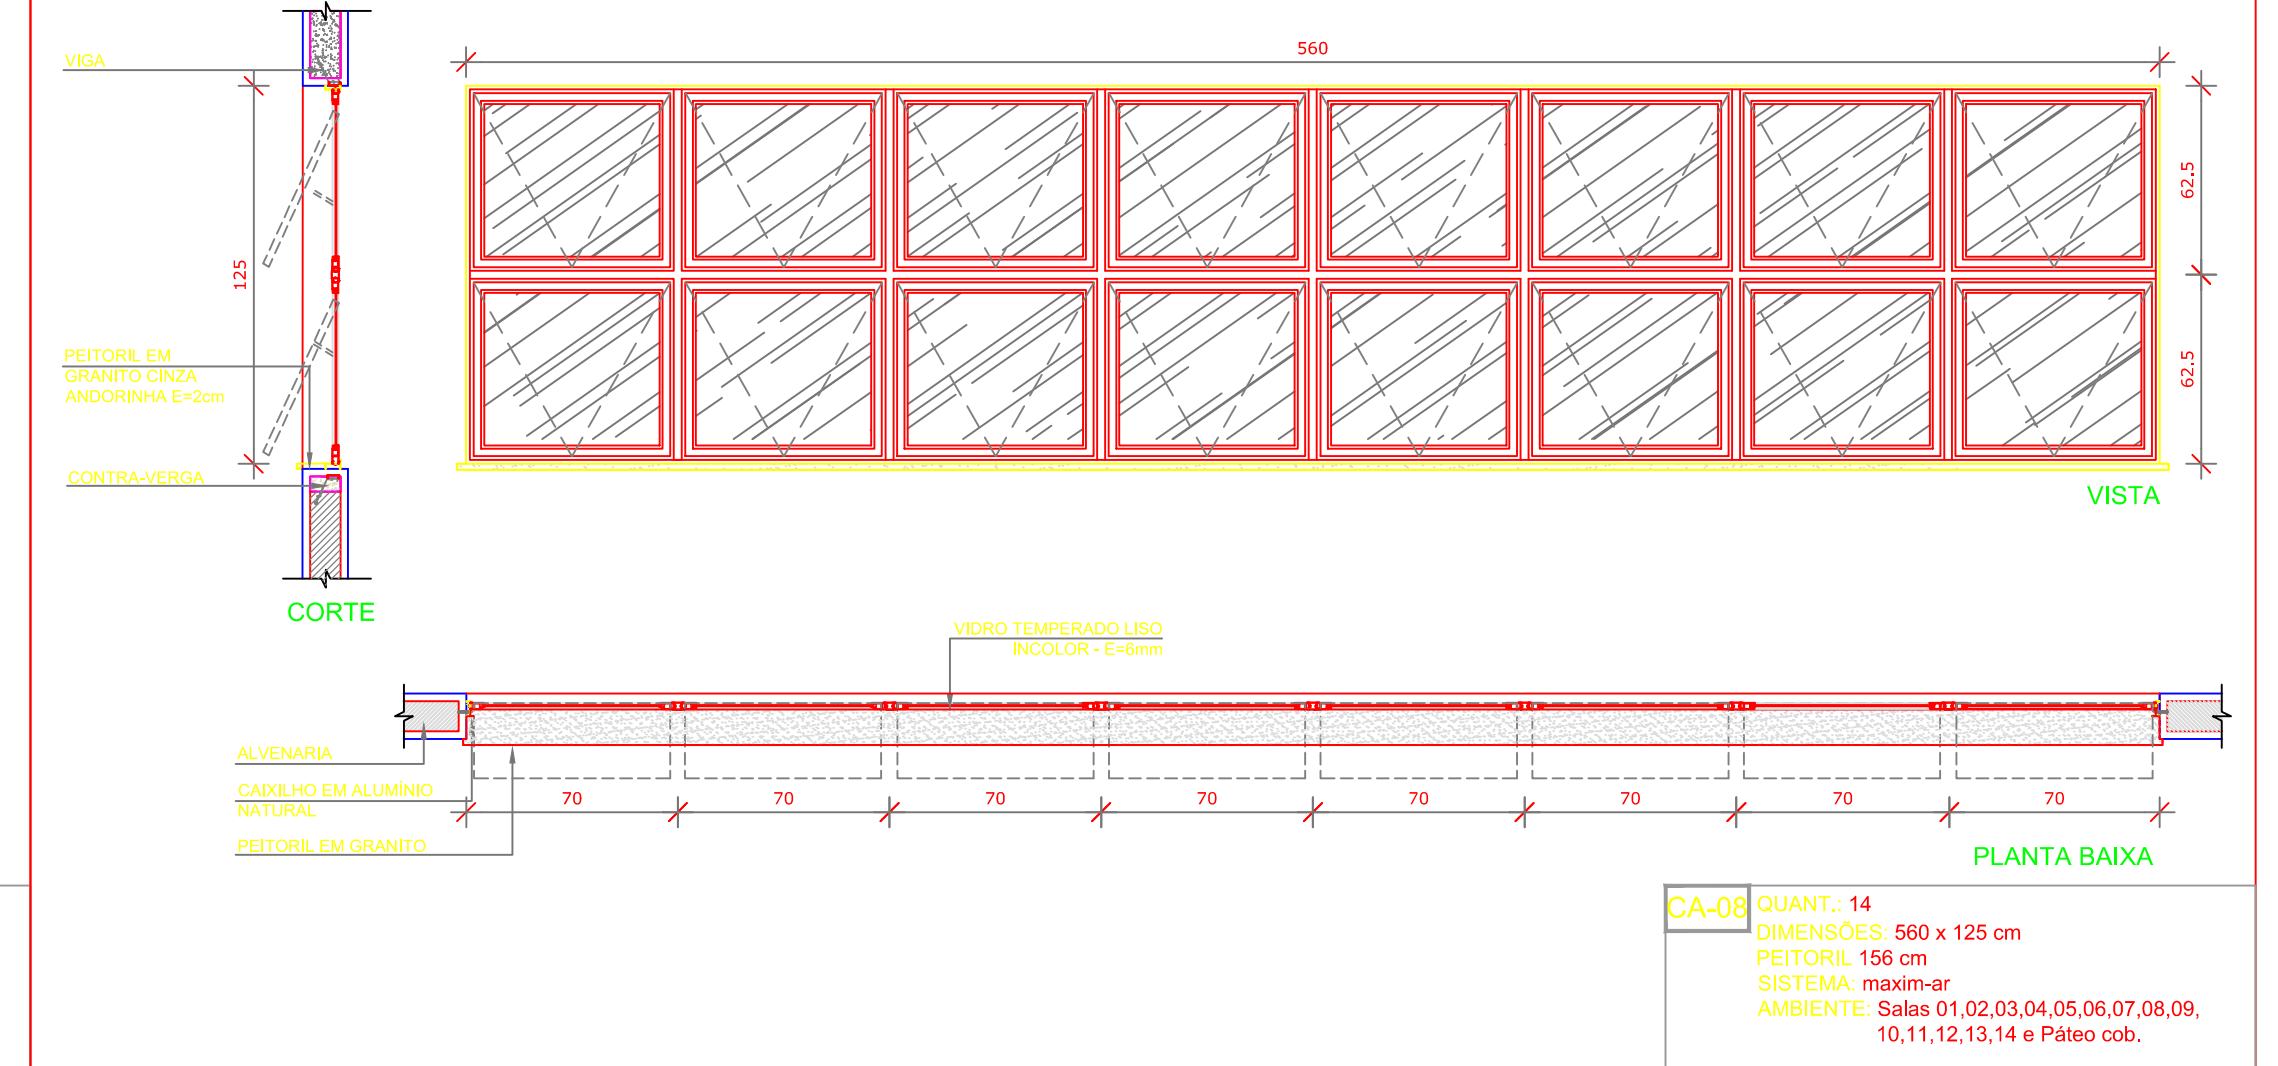 VIGA
125
PEITORIL EM
GRANITO CINZA
ANDORINHA E=2cm
CONTRA-VERGA
CORTE
560
62.5
62.5
VISTA
VIDRO TEMPERADO LISO
INCOLOR - E=6mm
ALVENARIA
CAIXILHO EM ALUMÍNIO
NATURAL
PEITORIL EM GRANITO
70 70 70 70 70 70 70 70
PLANTA BAIXA
CA-08
QUANT.: 14
DIMENSÕES: 560 x 125 cm
PEITORIL 156 cm
SISTEMA: maxim-ar
AMBIENTE: Salas 01,02,03,04,05,06,07,08,09,
10,11,12,13,14 e Páteo cob.